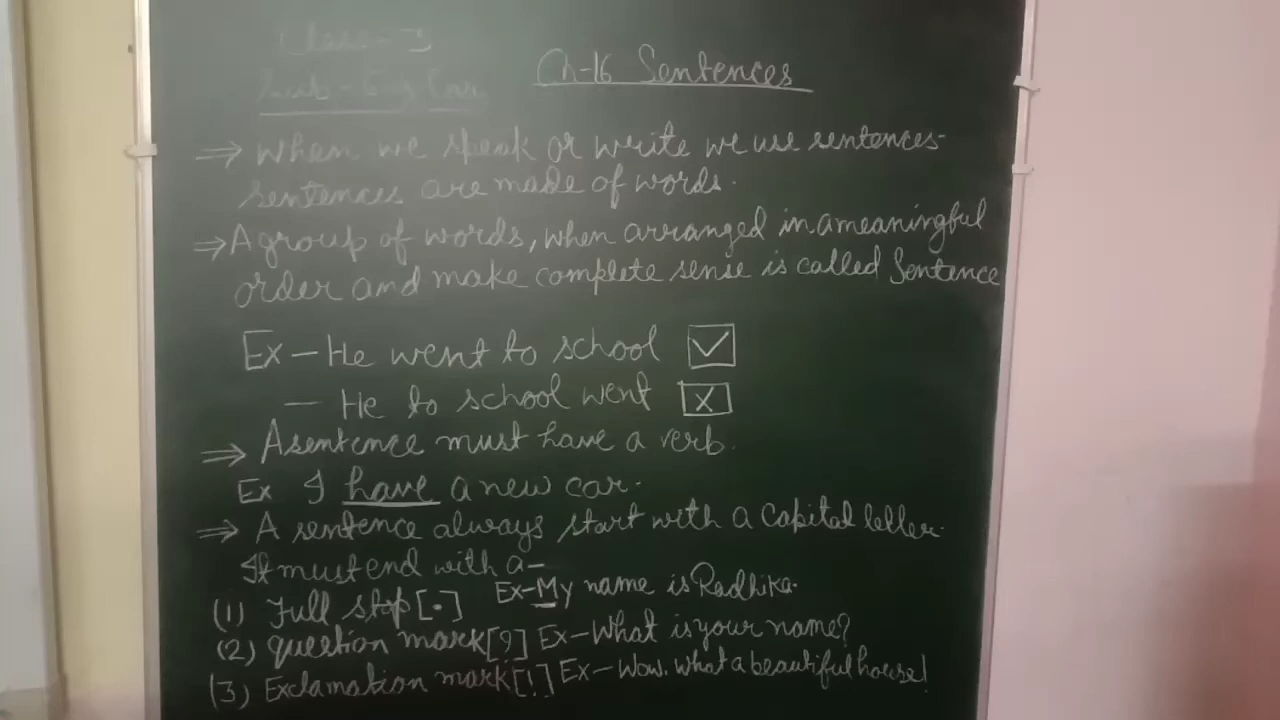 Class - 3
Ch-16 Sentences
⇒ When we speak or write we use sentences.
sentences are made of words.
⇒ A group of words, when arranged in a meaningful
order and make complete sense is called Sentence
Ex – He went to school ✓
– He to school went X
⇒ A sentence must have a verb.
Ex I have a new car.
⇒ A sentence always start with a capital letter.
It must end with a –
(1) Full stop [.] Ex – My name is Radhika.
(2) question mark [?] Ex – What is your name?
(3) Exclamation mark [!] Ex – Wow, what a beautiful house!